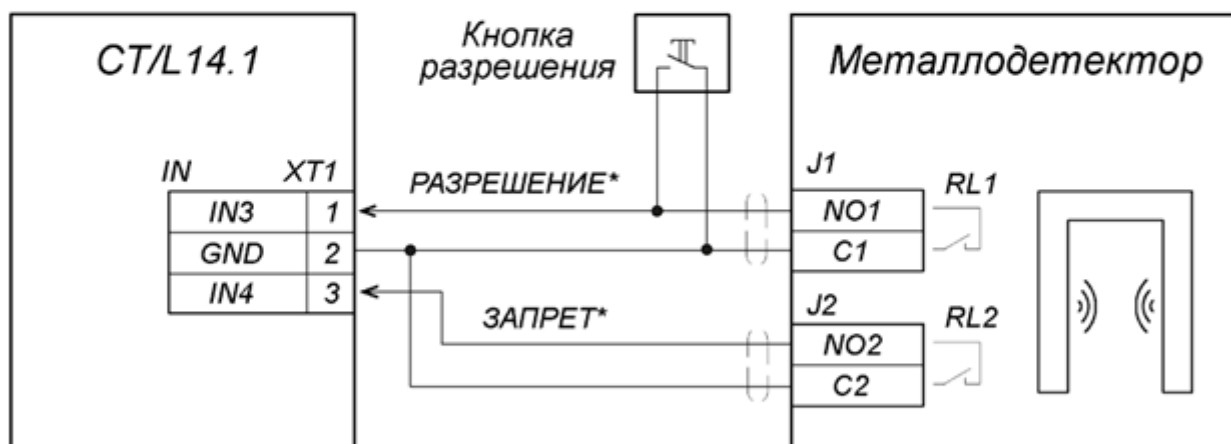 CT/L14.1
Кнопка
разрешения
Металлодетектор
IN XT1
IN3 1
GND 2
IN4 3
РАЗРЕШЕНИЕ*
ЗАПРЕТ*
J1
RL1
NO1
C1
J2
RL2
NO2
C2